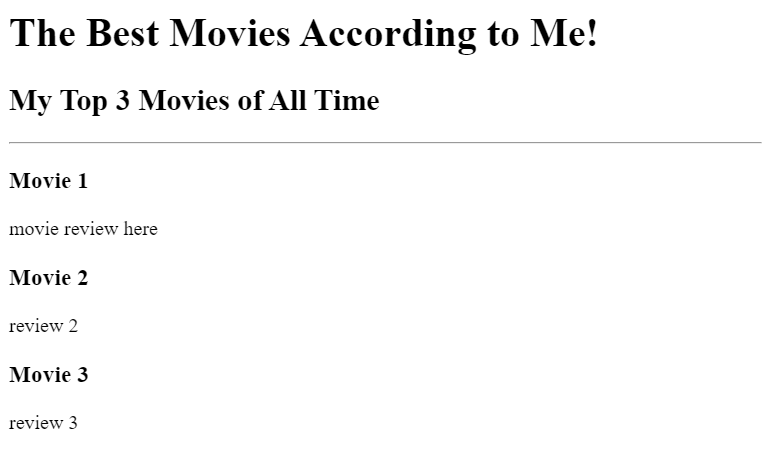 The Best Movies According to Me!
My Top 3 Movies of All Time
Movie 1
movie review here
Movie 2
review 2
Movie 3
review 3